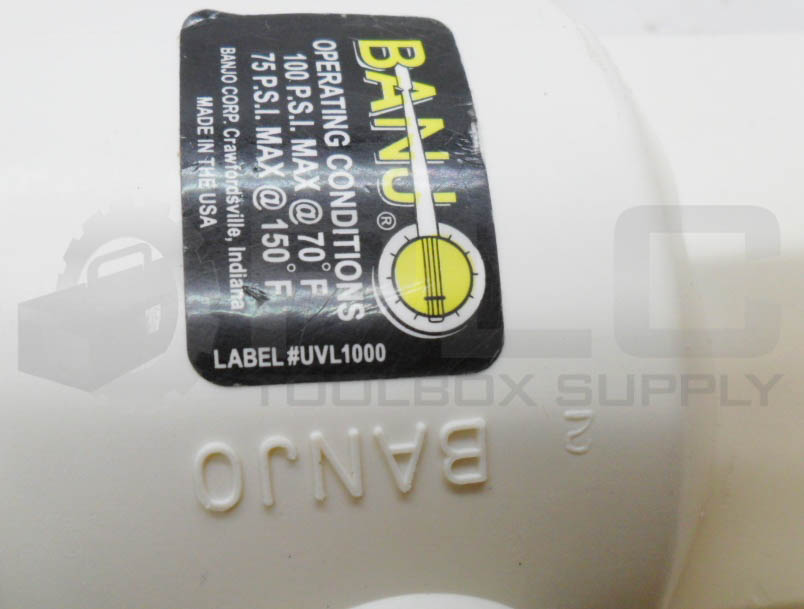 BANJO®
OPERATING CONDITIONS
100 P.S.I. MAX @ 70° F
75 P.S.I. MAX @ 150° F
BANJO CORP. Crawfordsville, Indiana
MADE IN THE USA
LABEL #UVL1000
PLC
TOOLBOX SUPPLY
2
BANJO